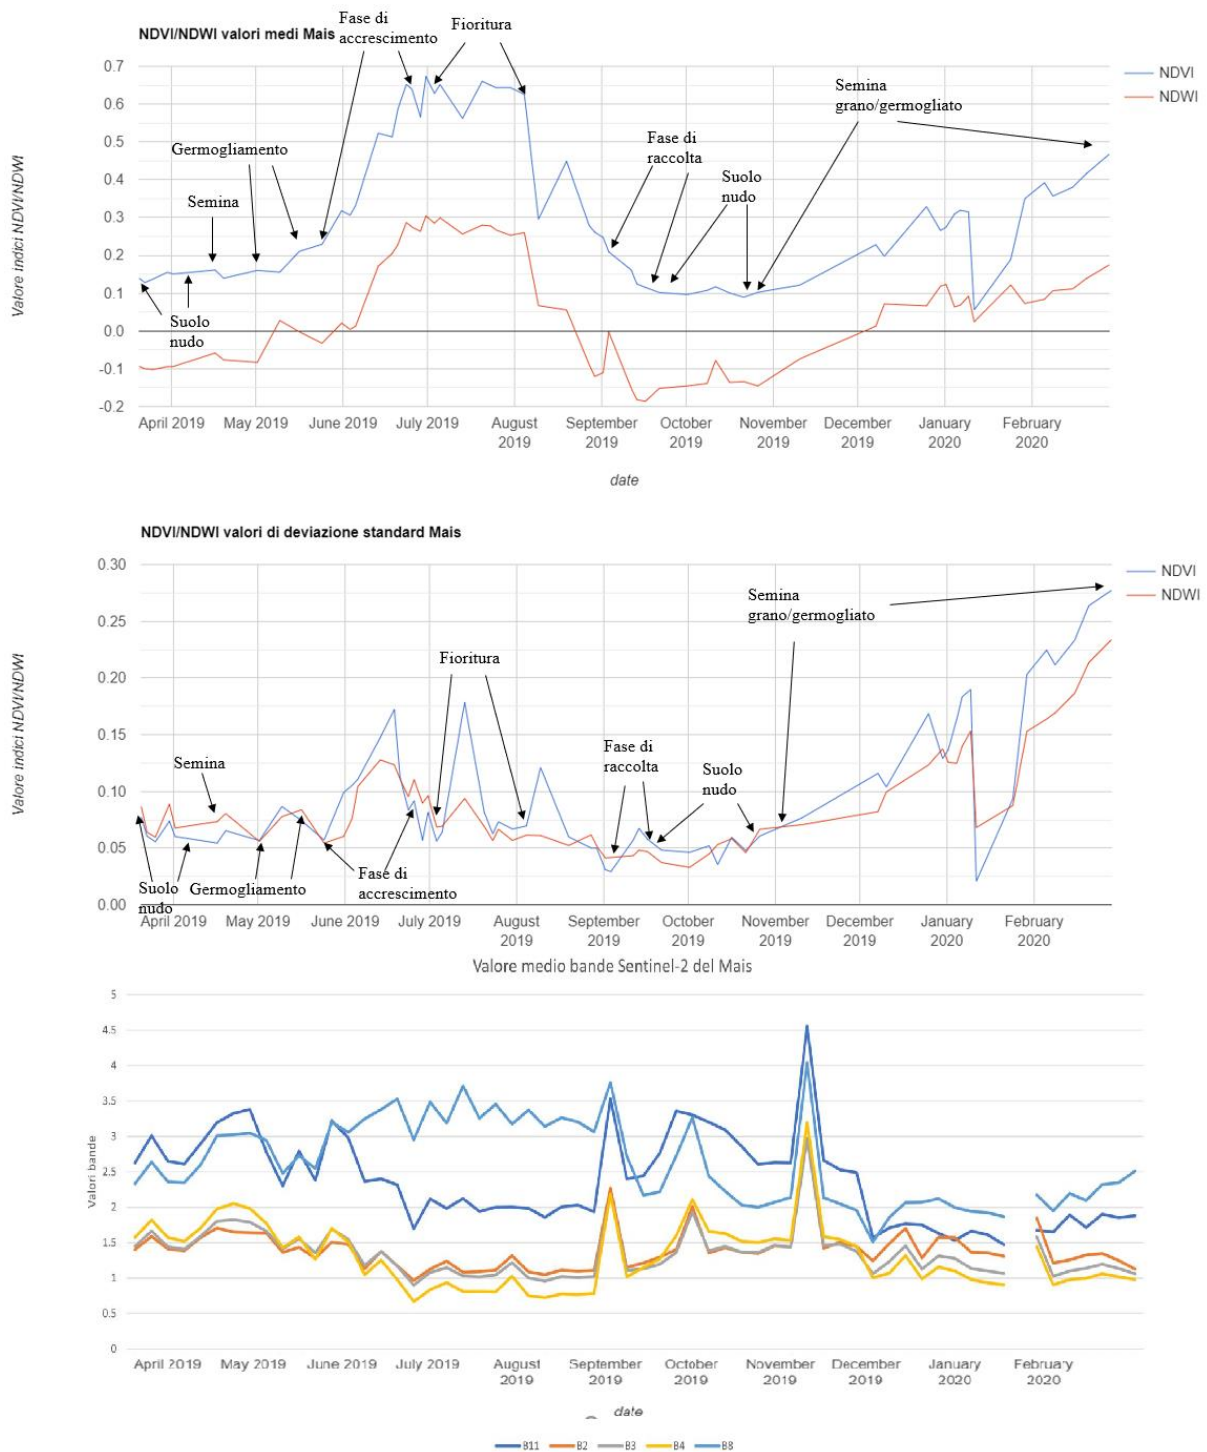 NDVI/NDWI valori medi Mais
Fase di
accrescimento
Fioritura
NDVI
NDWI
Semina
grano/germogliato
Germogliamento
Fase di
raccolta
Suolo
nudo
Semina
Suolo
nudo
Valore indici NDVI/NDWI
0.7
0.6
0.5
0.4
0.3
0.2
0.1
0.0
-0.1
-0.2
April 2019
May 2019
June 2019
July 2019
August
2019
September
2019
October
2019
November
2019
December
2019
January
2020
February
2020
date
NDVI/NDWI valori di deviazione standard Mais
NDVI
NDWI
Semina
grano/germogliato
Fioritura
Fase di
raccolta
Suolo
nudo
Semina
Suolo
nudo
Germogliamento
Fase di
accrescimento
Valore indici NDVI/NDWI
0.30
0.25
0.20
0.15
0.10
0.05
0.00
April 2019
May 2019
June 2019
July 2019
August
2019
September
2019
October
2019
November
2019
December
2019
January
2020
February
2020
Valore medio bande Sentinel-2 del Mais
Valori bande
5
4.5
4
3.5
3
2.5
2
1.5
1
0.5
0
April 2019
May 2019
June 2019
July 2019
August
2019
September
2019
October
2019
November
2019
December
2019
January
2020
February
2020
date
B11 B2 B3 B4 B8